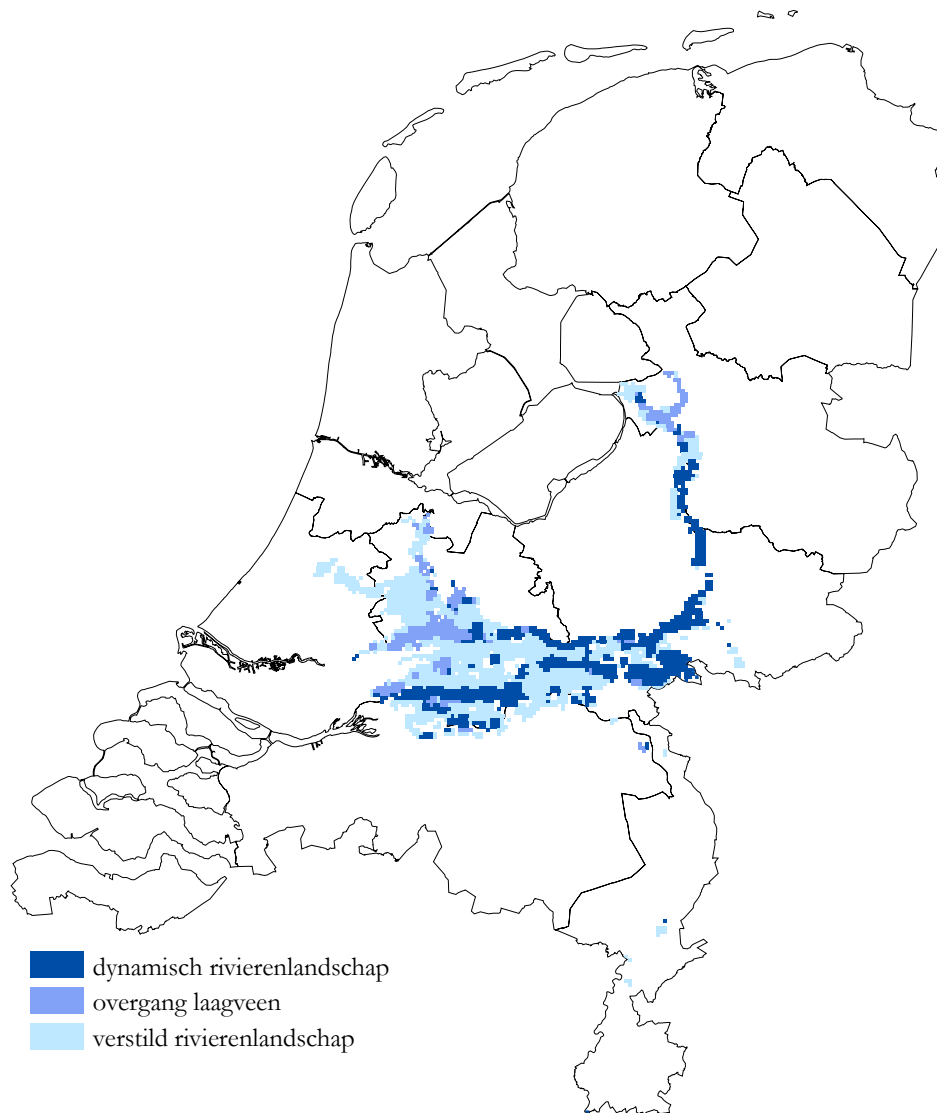 dynamisch rivierenlandschap
overgang laagveen
verstild rivierenlandschap